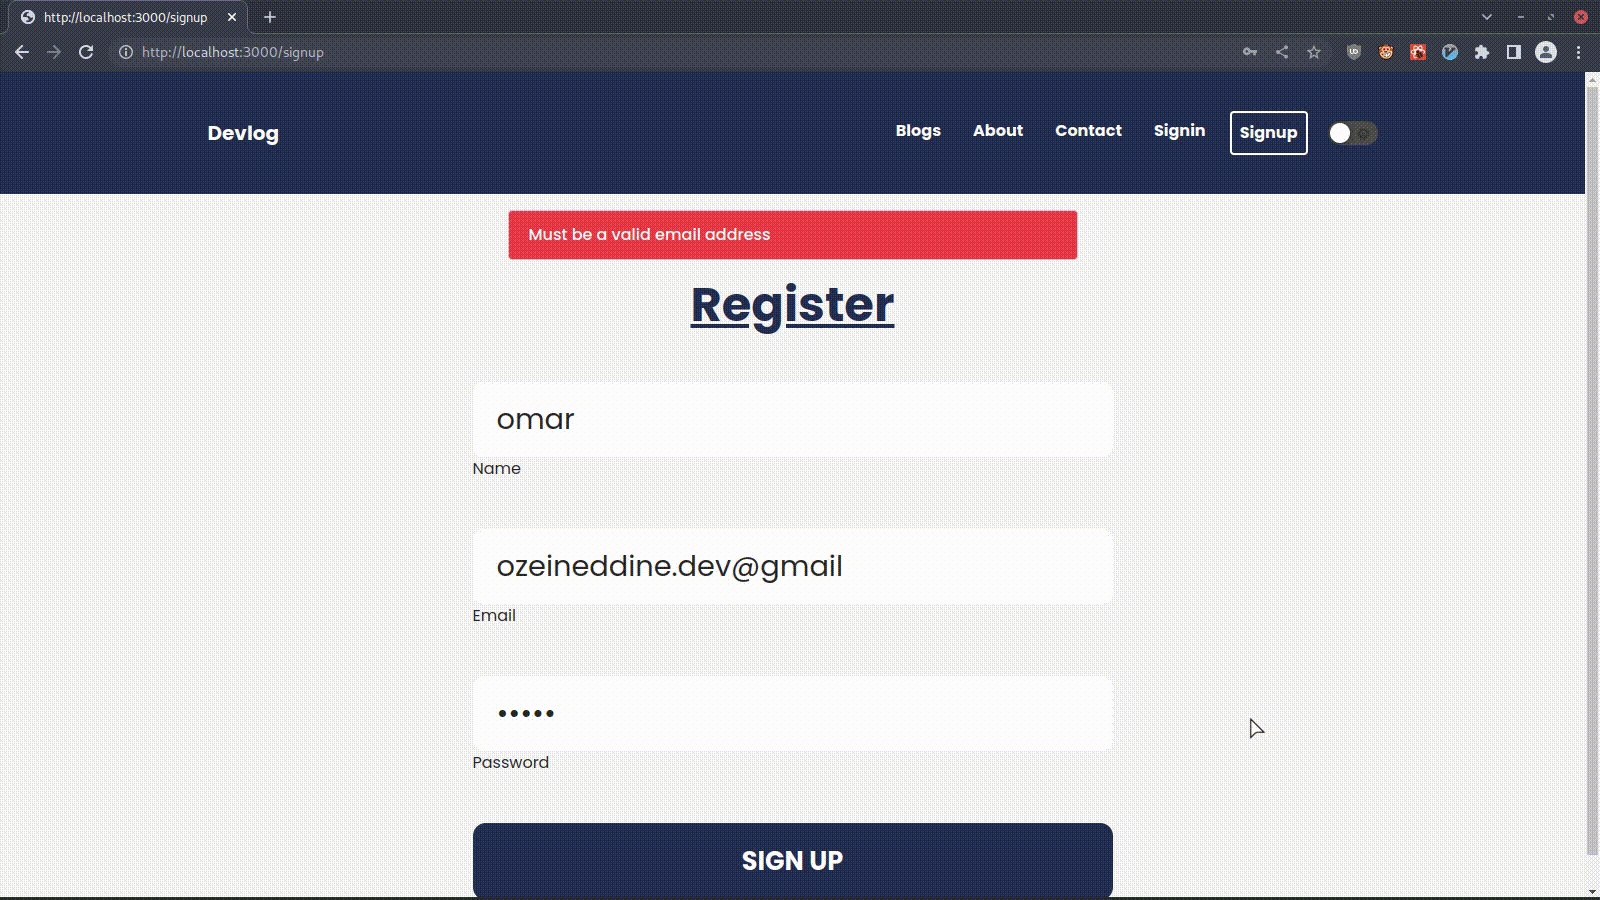 http://localhost:3000/signup
http://localhost:3000/signup
Devlog
Blogs About Contact Signin Signup
Must be a valid email address
Register
omar
Name
ozeineddine.dev@gmail
Email
•••••
Password
SIGN UP